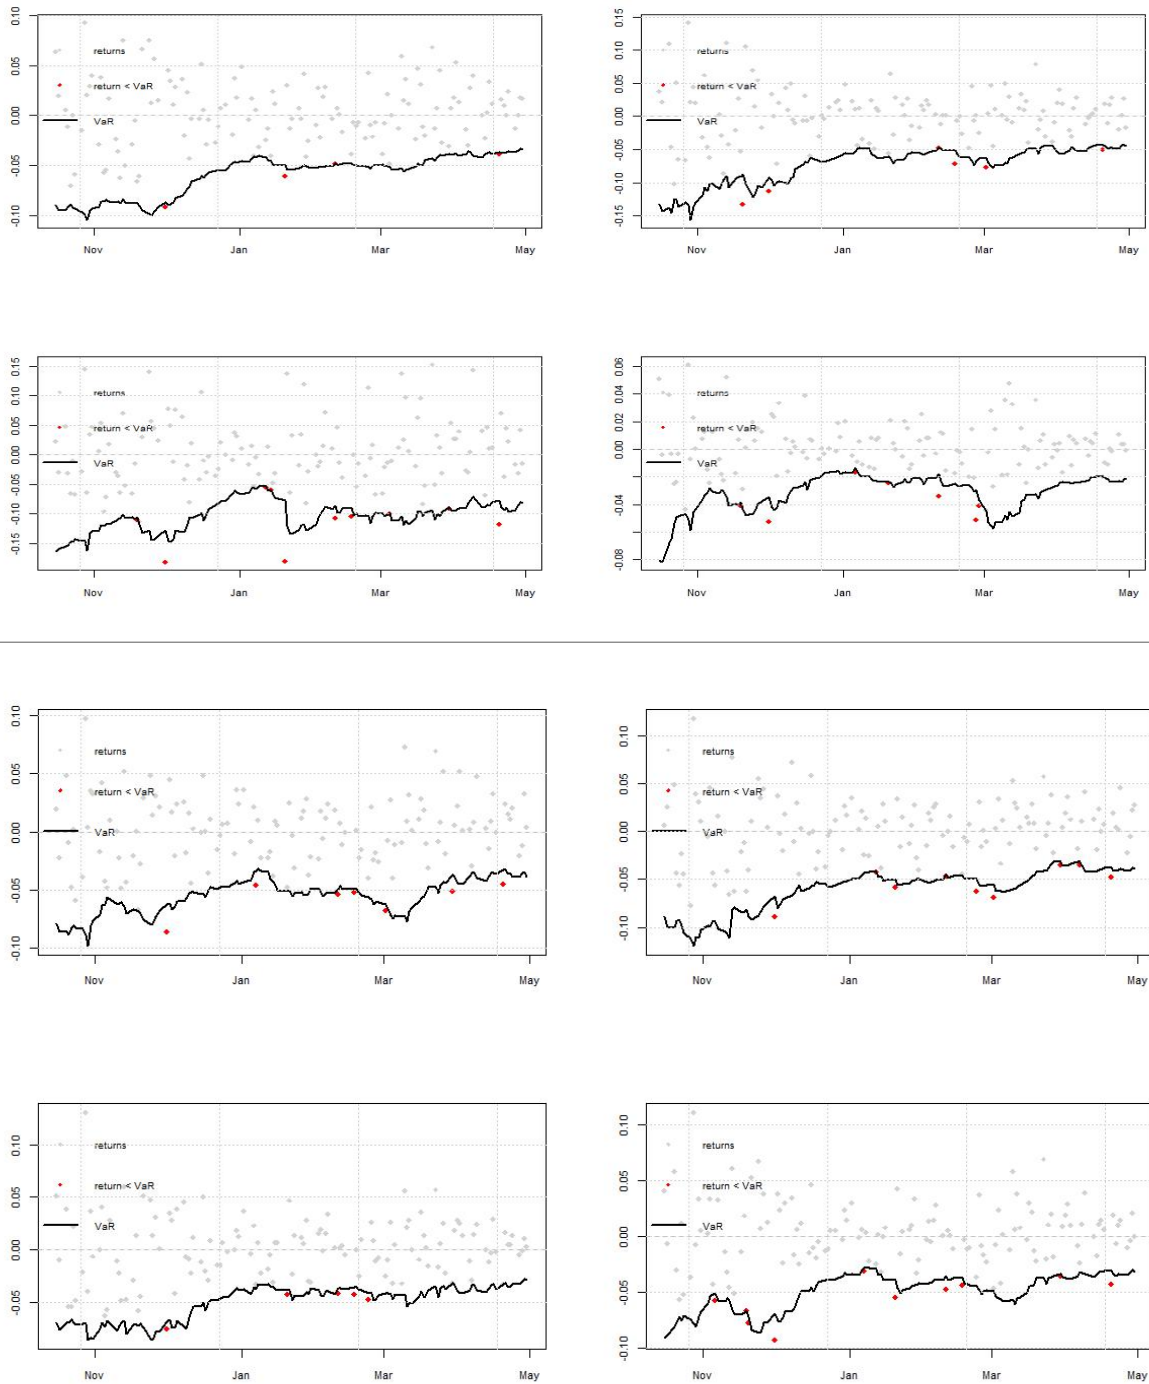 0.10
0.05
0.00
-0.05
-0.10
returns
return < VaR
VaR
Nov Jan Mar May
0.15
0.10
0.05
0.00
-0.05
-0.10
-0.15
returns
return < VaR
VaR
Nov Jan Mar May
0.15
0.10
0.05
0.00
-0.05
-0.10
-0.15
returns
return < VaR
VaR
Nov Jan Mar May
0.06
0.04
0.02
0.00
-0.04
-0.08
returns
return < VaR
VaR
Nov Jan Mar May
0.10
0.05
0.00
-0.05
-0.10
returns
return < VaR
VaR
Nov Jan Mar May
0.10
0.05
0.00
-0.05
-0.10
returns
return < VaR
VaR
Nov Jan Mar May
0.10
0.05
0.00
-0.05
returns
return < VaR
VaR
Nov Jan Mar May
0.10
0.05
0.00
-0.05
-0.10
returns
return < VaR
VaR
Nov Jan Mar May